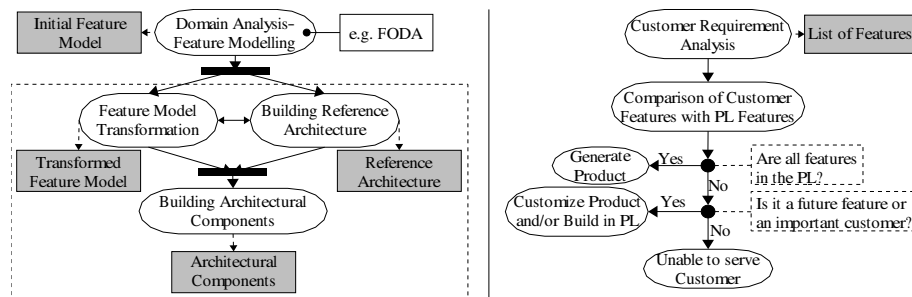 Initial Feature
Model
Domain Analysis-
Feature Modelling
e.g. FODA
Feature Model
Transformation
Building Reference
Architecture
Transformed
Feature Model
Reference
Architecture
Building Architectural
Components
Architectural
Components
Customer Requirement
Analysis
List of Features
Comparison of Customer
Features with PL Features
Generate
Product
Yes
Are all features
in the PL?
No
Customize Product
and/or Build in PL
Yes
Is it a future feature or
an important customer?
No
Unable to serve
Customer